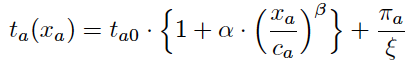 t_a(x_a) = t_{a0} · {1 + α · (x_a / c_a)^β} + π_a / ξ